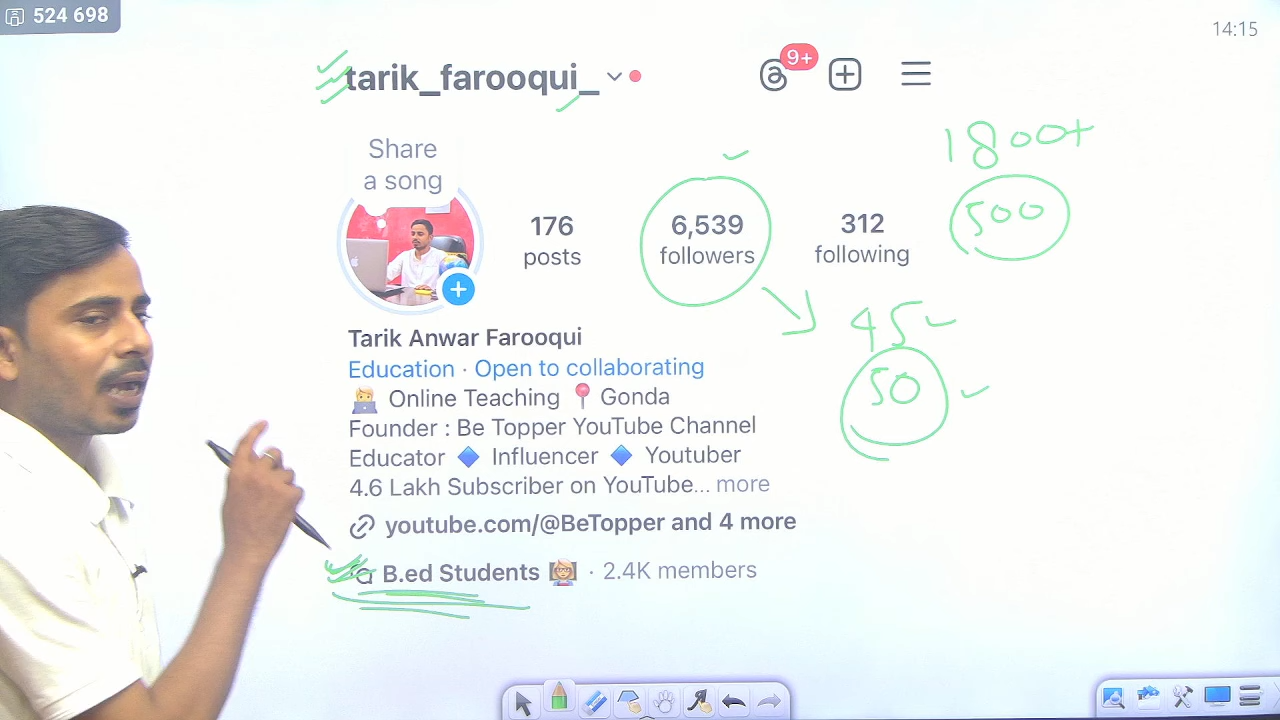 524 698
14:15
tarik_farooqui_
9+
1800+
Share
a song
500
176
posts
6,539
followers
312
following
45
50
Tarik Anwar Farooqui
Education · Open to collaborating
Online Teaching 📍 Gonda
Founder : Be Topper YouTube Channel
Educator 🔷 Influencer 🔷 Youtuber
4.6 Lakh Subscriber on YouTube... more
youtube.com/@BeTopper and 4 more
B.ed Students 👩🏼‍🏫 · 2.4K members